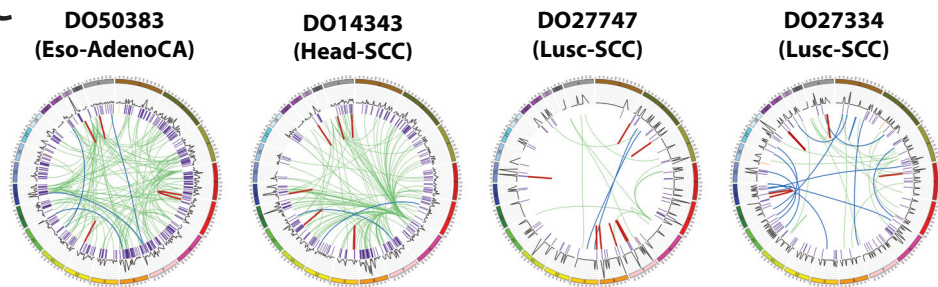 DO50383
(Eso-AdenoCA)
DO14343
(Head-SCC)
DO27747
(Lusc-SCC)
DO27334
(Lusc-SCC)